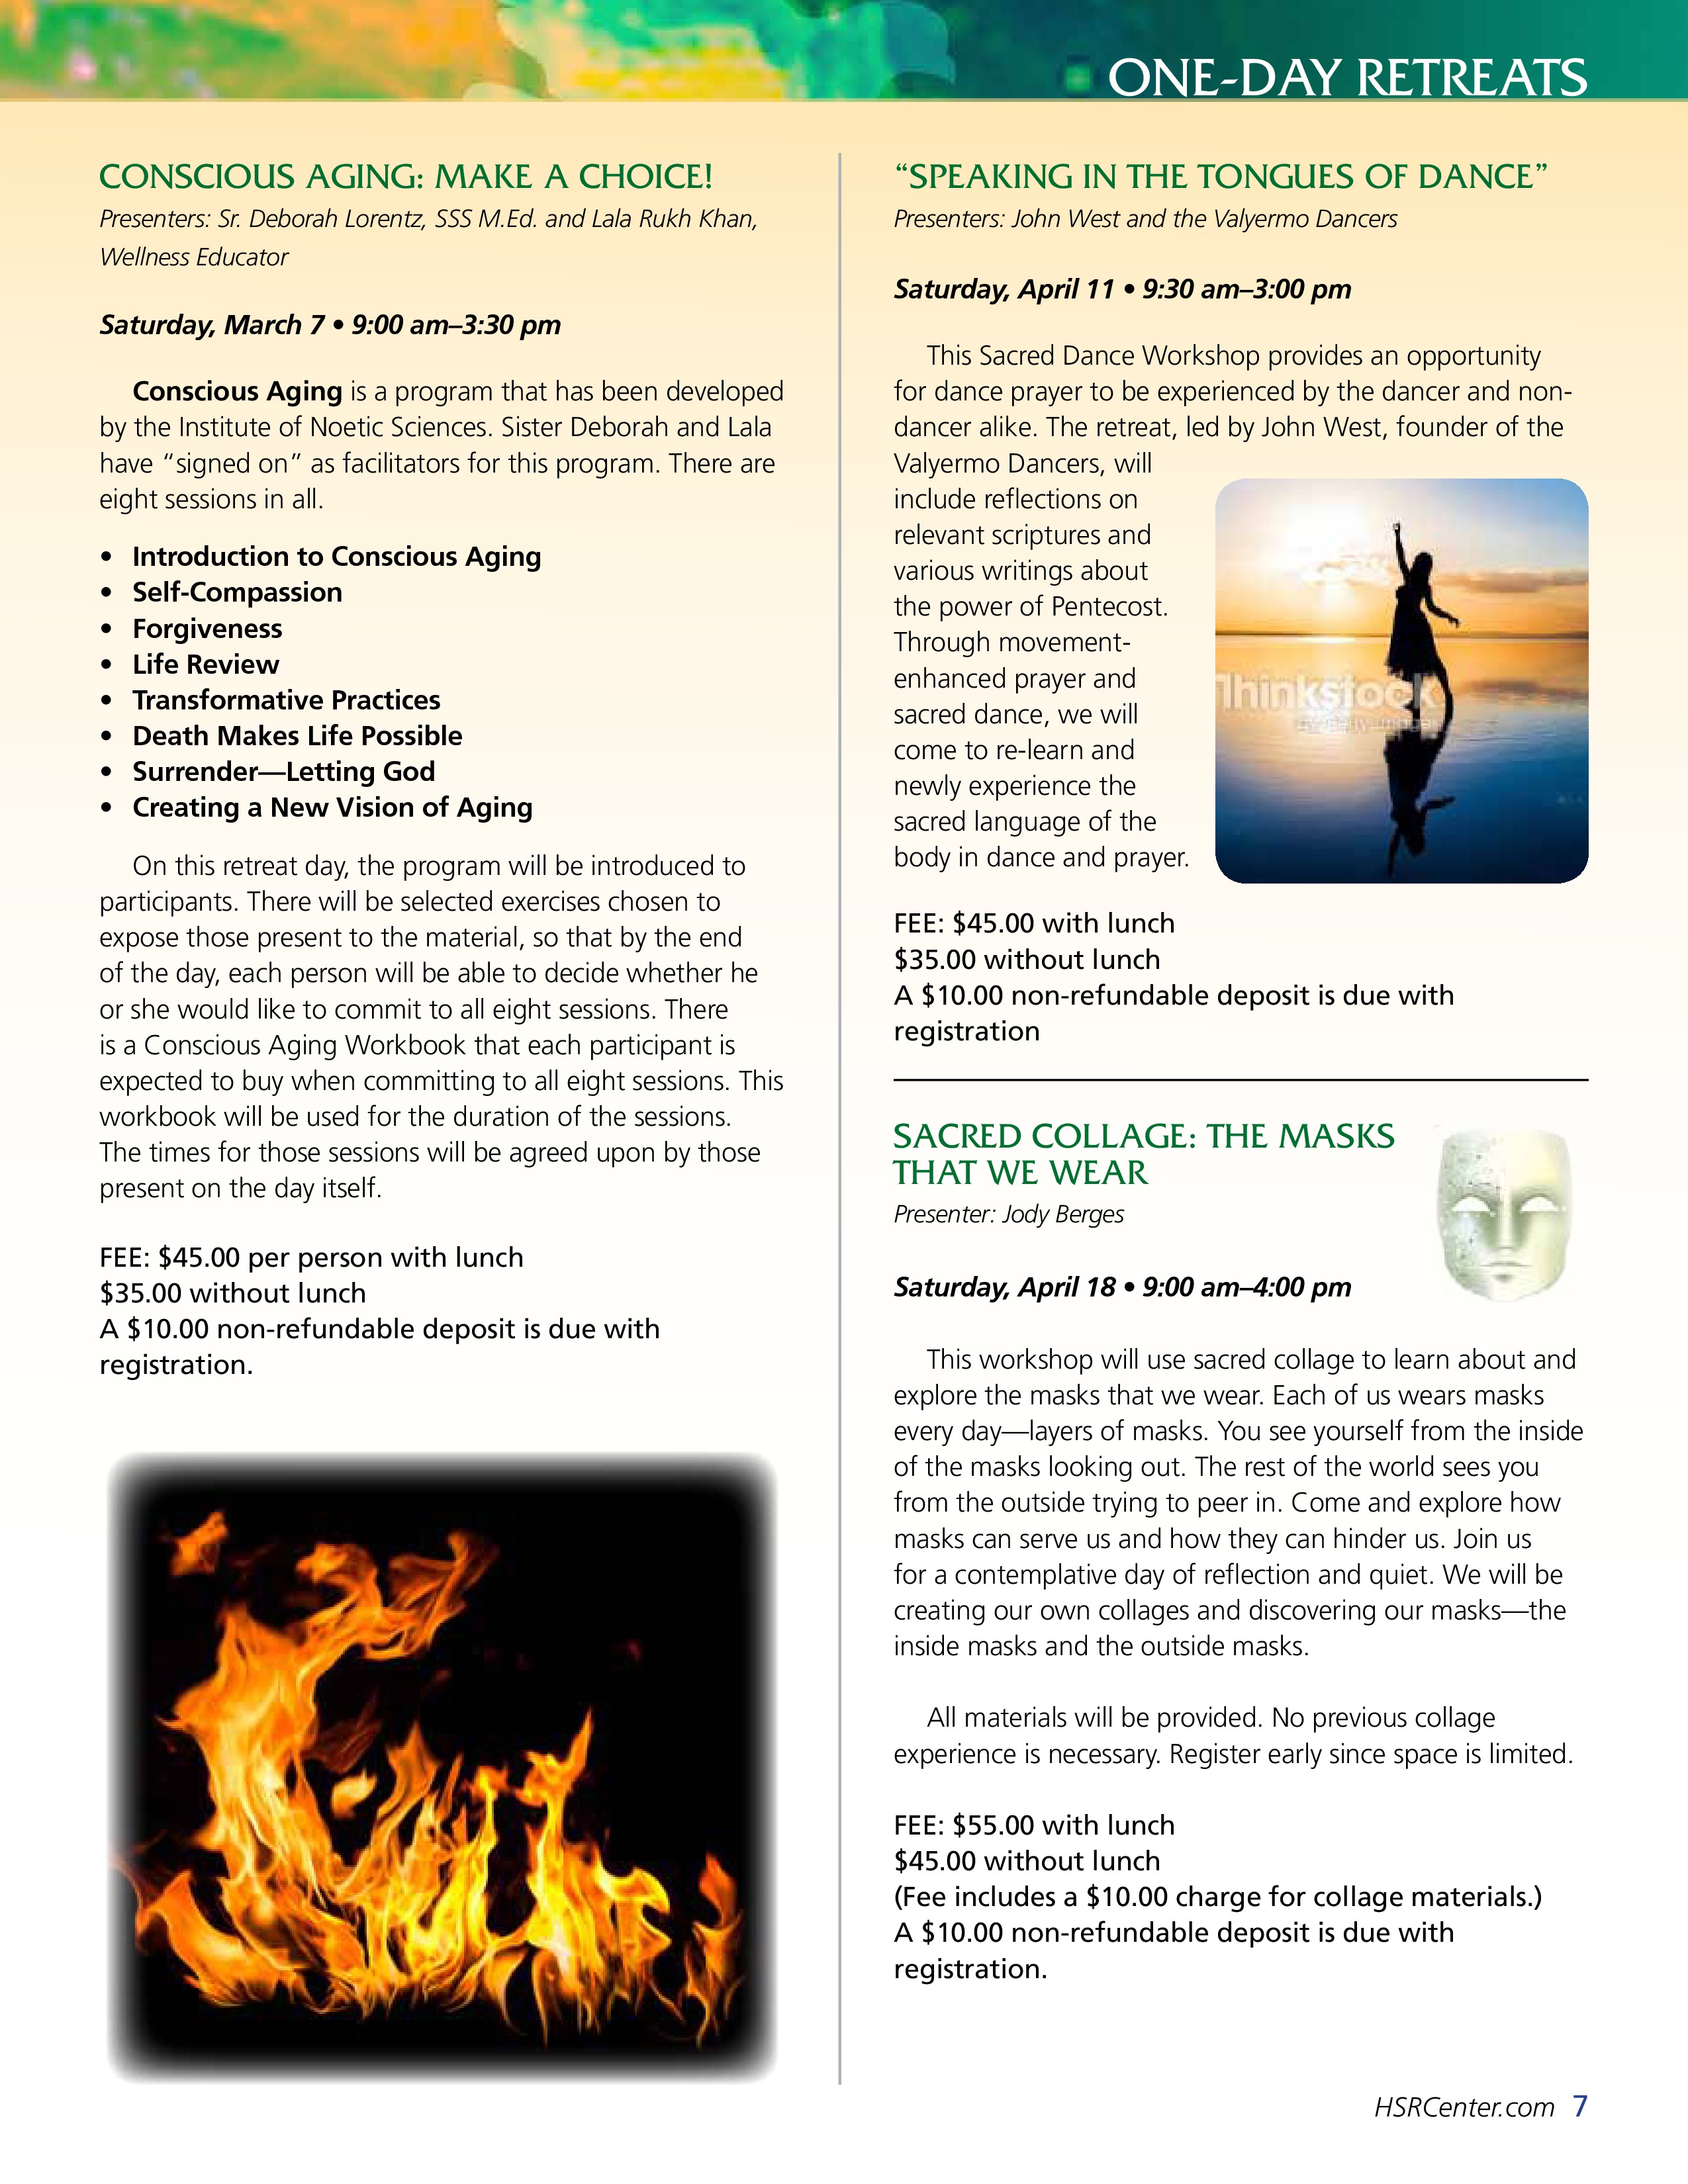 ONE-DAY RETREATS
CONSCIOUS AGING: MAKE A CHOICE!
Presenters: Sr. Deborah Lorentz, SSS M.Ed. and Lala Rukh Khan,
Wellness Educator
Saturday, March 7 • 9:00 am–3:30 pm
Conscious Aging is a program that has been developed
by the Institute of Noetic Sciences. Sister Deborah and Lala
have “signed on” as facilitators for this program. There are
eight sessions in all.
• Introduction to Conscious Aging
• Self-Compassion
• Forgiveness
• Life Review
• Transformative Practices
• Death Makes Life Possible
• Surrender—Letting God
• Creating a New Vision of Aging
On this retreat day, the program will be introduced to
participants. There will be selected exercises chosen to
expose those present to the material, so that by the end
of the day, each person will be able to decide whether he
or she would like to commit to all eight sessions. There
is a Conscious Aging Workbook that each participant is
expected to buy when committing to all eight sessions. This
workbook will be used for the duration of the sessions.
The times for those sessions will be agreed upon by those
present on the day itself.
FEE: $45.00 per person with lunch
$35.00 without lunch
A $10.00 non-refundable deposit is due with
registration.
“SPEAKING IN THE TONGUES OF DANCE”
Presenters: John West and the Valyermo Dancers
Saturday, April 11 • 9:30 am–3:00 pm
This Sacred Dance Workshop provides an opportunity
for dance prayer to be experienced by the dancer and non-
dancer alike. The retreat, led by John West, founder of the
Valyermo Dancers, will
include reflections on
relevant scriptures and
various writings about
the power of Pentecost.
Through movement-
enhanced prayer and
sacred dance, we will
come to re-learn and
newly experience the
sacred language of the
body in dance and prayer.
Thinkstock
FEE: $45.00 with lunch
$35.00 without lunch
A $10.00 non-refundable deposit is due with
registration
SACRED COLLAGE: THE MASKS
THAT WE WEAR
Presenter: Jody Berges
Saturday, April 18 • 9:00 am–4:00 pm
This workshop will use sacred collage to learn about and
explore the masks that we wear. Each of us wears masks
every day—layers of masks. You see yourself from the inside
of the masks looking out. The rest of the world sees you
from the outside trying to peer in. Come and explore how
masks can serve us and how they can hinder us. Join us
for a contemplative day of reflection and quiet. We will be
creating our own collages and discovering our masks—the
inside masks and the outside masks.
All materials will be provided. No previous collage
experience is necessary. Register early since space is limited.
FEE: $55.00 with lunch
$45.00 without lunch
(Fee includes a $10.00 charge for collage materials.)
A $10.00 non-refundable deposit is due with
registration.
HSRCenter.com 7